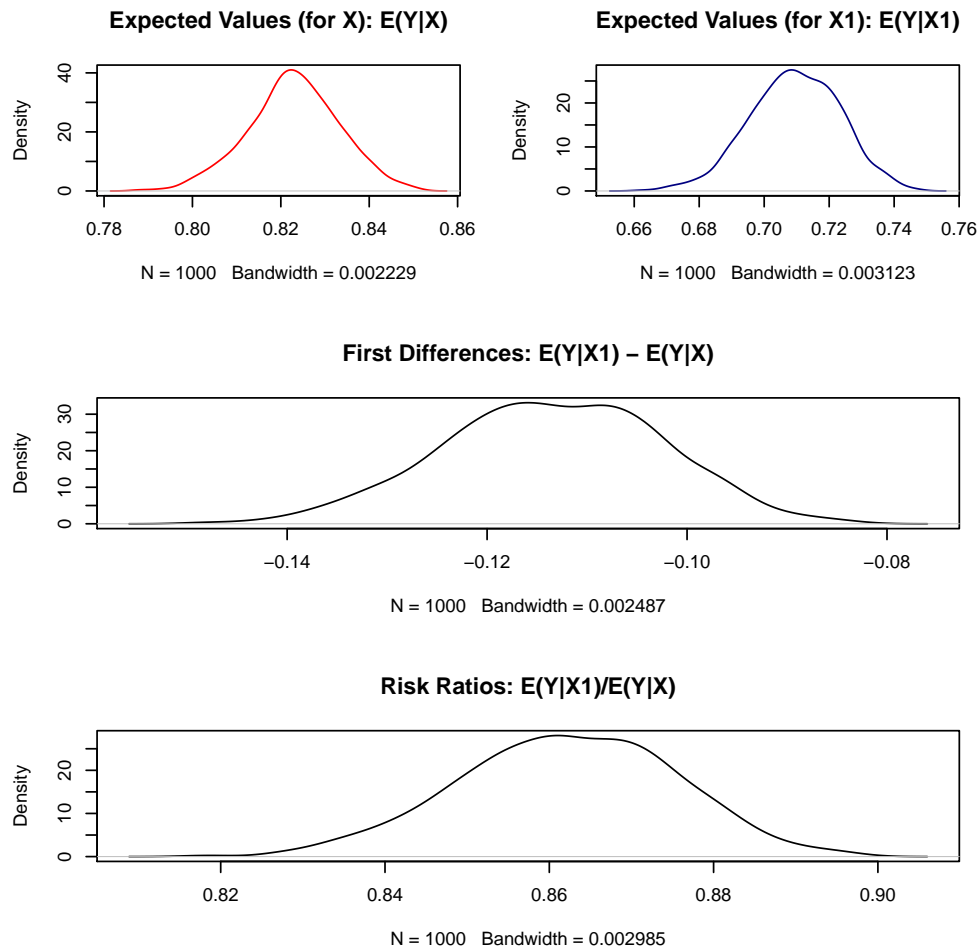 Expected Values (for X): E(Y|X)
Density
0 20 40
0.78 0.80 0.82 0.84 0.86
N = 1000 Bandwidth = 0.002229
Expected Values (for X1): E(Y|X1)
Density
0 10 20
0.66 0.68 0.70 0.72 0.74 0.76
N = 1000 Bandwidth = 0.003123
First Differences: E(Y|X1) − E(Y|X)
Density
0 10 20 30
−0.14 −0.12 −0.10 −0.08
N = 1000 Bandwidth = 0.002487
Risk Ratios: E(Y|X1)/E(Y|X)
Density
0 10 20
0.82 0.84 0.86 0.88 0.90
N = 1000 Bandwidth = 0.002985